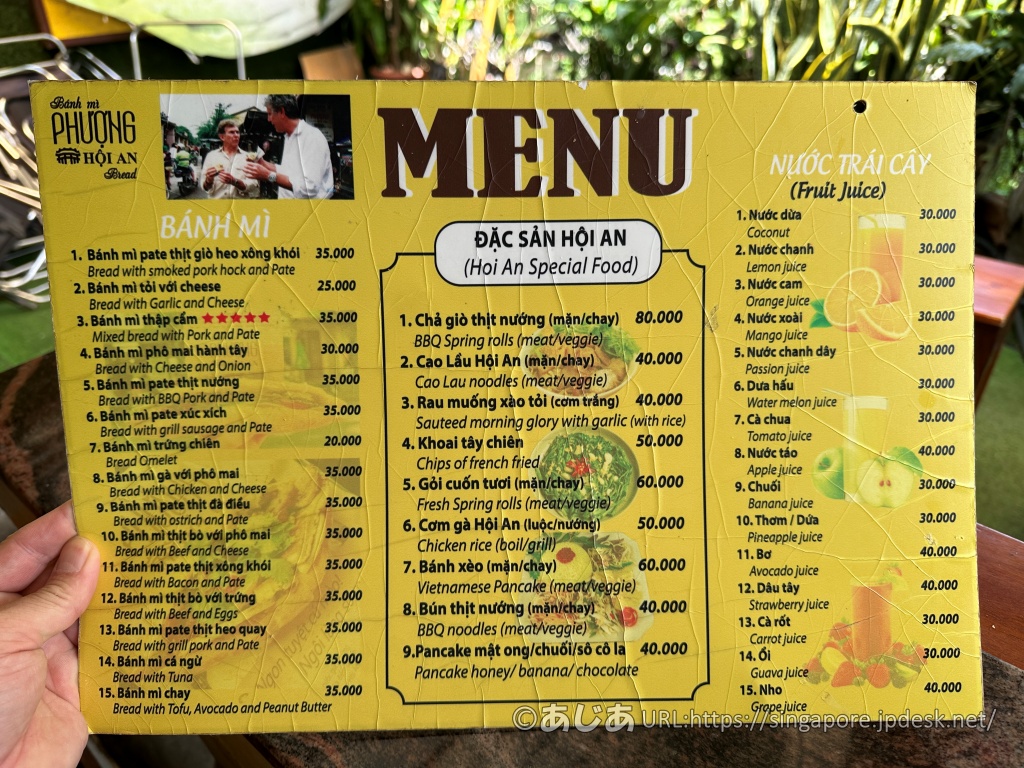 Bánh mì
PHƯỢNG
HỘI AN
Bread
MENU
BÁNH MÌ
1. Bánh mì pate thịt giò heo xông khói 35.000
Bread with smoked pork hock and Pate
2. Bánh mì tỏi với cheese 25.000
Bread with Garlic and Cheese
3. Bánh mì thập cẩm ★★★★★ 35.000
Mixed bread with Pork and Pate
4. Bánh mì phô mai hành tây 30.000
Bread with Cheese and Onion
5. Bánh mì pate thịt nướng 35.000
Bread with BBQ Pork and Pate
6. Bánh mì pate xúc xích 35.000
Bread with grill sausage and Pate
7. Bánh mì trứng chiên 20.000
Bread Omelet
8. Bánh mì gà với phô mai 35.000
Bread with Chicken and Cheese
9. Bánh mì pate thịt đà điểu 35.000
Bread with ostrich and Pate
10. Bánh mì thịt bò với phô mai 35.000
Bread with Beef and Cheese
11. Bánh mì pate thịt xông khói 35.000
Bread with Bacon and Pate
12. Bánh mì thịt bò với trứng 35.000
Bread with Beef and Eggs
13. Bánh mì pate thịt heo quay 35.000
Bread with grill pork and Pate
14. Bánh mì cá ngừ 35.000
Bread with Tuna
15. Bánh mì chay 35.000
Bread with Tofu, Avocado and Peanut Butter
ĐẶC SẢN HỘI AN
(Hoi An Special Food)
1. Chả giò thịt nướng (mặn/chay) 80.000
BBQ Spring rolls (meat/veggie)
2. Cao Lầu Hội An (mặn/chay) 40.000
Cao Lau noodles (meat/veggie)
3. Rau muống xào tỏi (cơm trắng) 40.000
Sauteed morning glory with garlic (with rice)
4. Khoai tây chiên 50.000
Chips of french fried
5. Gỏi cuốn tươi (mặn/chay) 60.000
Fresh Spring rolls (meat/veggie)
6. Cơm gà Hội An (luộc/nướng) 50.000
Chicken rice (boil/grill)
7. Bánh xèo (mặn/chay) 60.000
Vietnamese Pancake (meat/veggie)
8. Bún thịt nướng (mặn/chay) 40.000
BBQ noodles (meat/veggie)
9.Pancake mật ong/chuối/sô cô la 40.000
Pancake honey/ banana/ chocolate
NƯỚC TRÁI CÂY
(Fruit Juice)
1. Nước dừa 30.000
Coconut
2. Nước chanh 30.000
Lemon juice
3. Nước cam 30.000
Orange juice
4. Nước xoài 30.000
Mango juice
5. Nước chanh dây 30.000
Passion juice
6. Dưa hấu 30.000
Water melon juice
7. Cà chua 30.000
Tomato juice
8. Nước táo 40.000
Apple juice
9. Chuối 30.000
Banana juice
10. Thơm / Dứa 30.000
Pineapple juice
11. Bơ 40.000
Avocado juice
12. Dâu tây 40.000
Strawberry juice
13. Cà rốt 30.000
Carrot juice
14. Ổi 30.000
Guava juice
15. Nho 40.000
Grape juice
©あじあ URL:https://singapore.jpdesk.net/